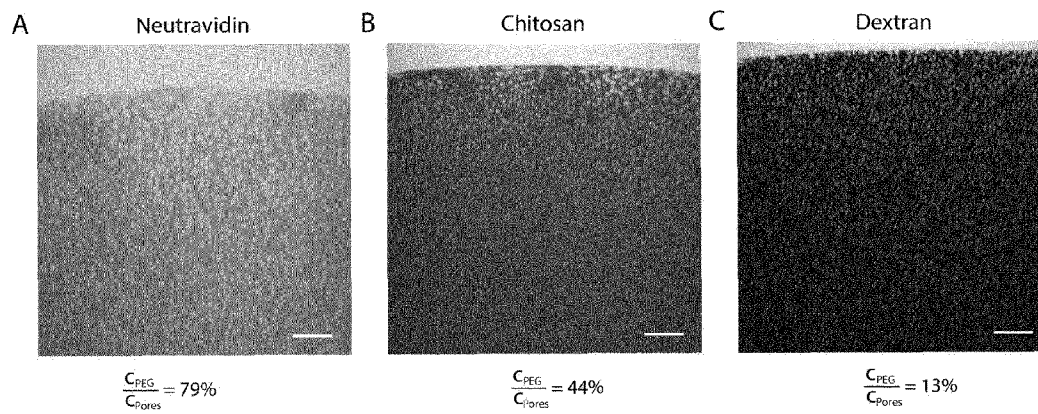 A Neutravidin B Chitosan C Dextran
C_PEG / C_Pores = 79% C_PEG / C_Pores = 44% C_PEG / C_Pores = 13%